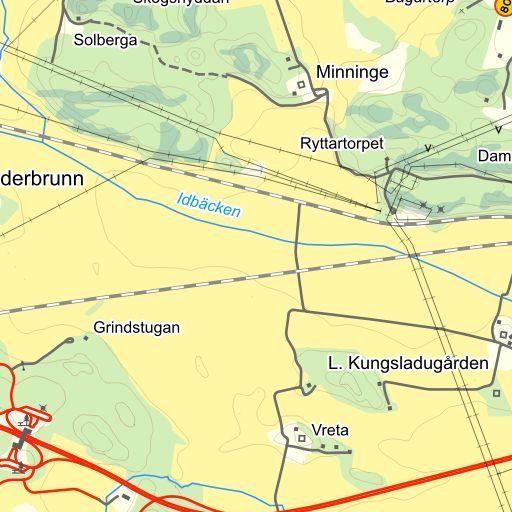 Solberga
Minninge
Ryttartorpet
Dam
derbrunn
Idbäcken
Grindstugan
L. Kungsladugården
Vreta